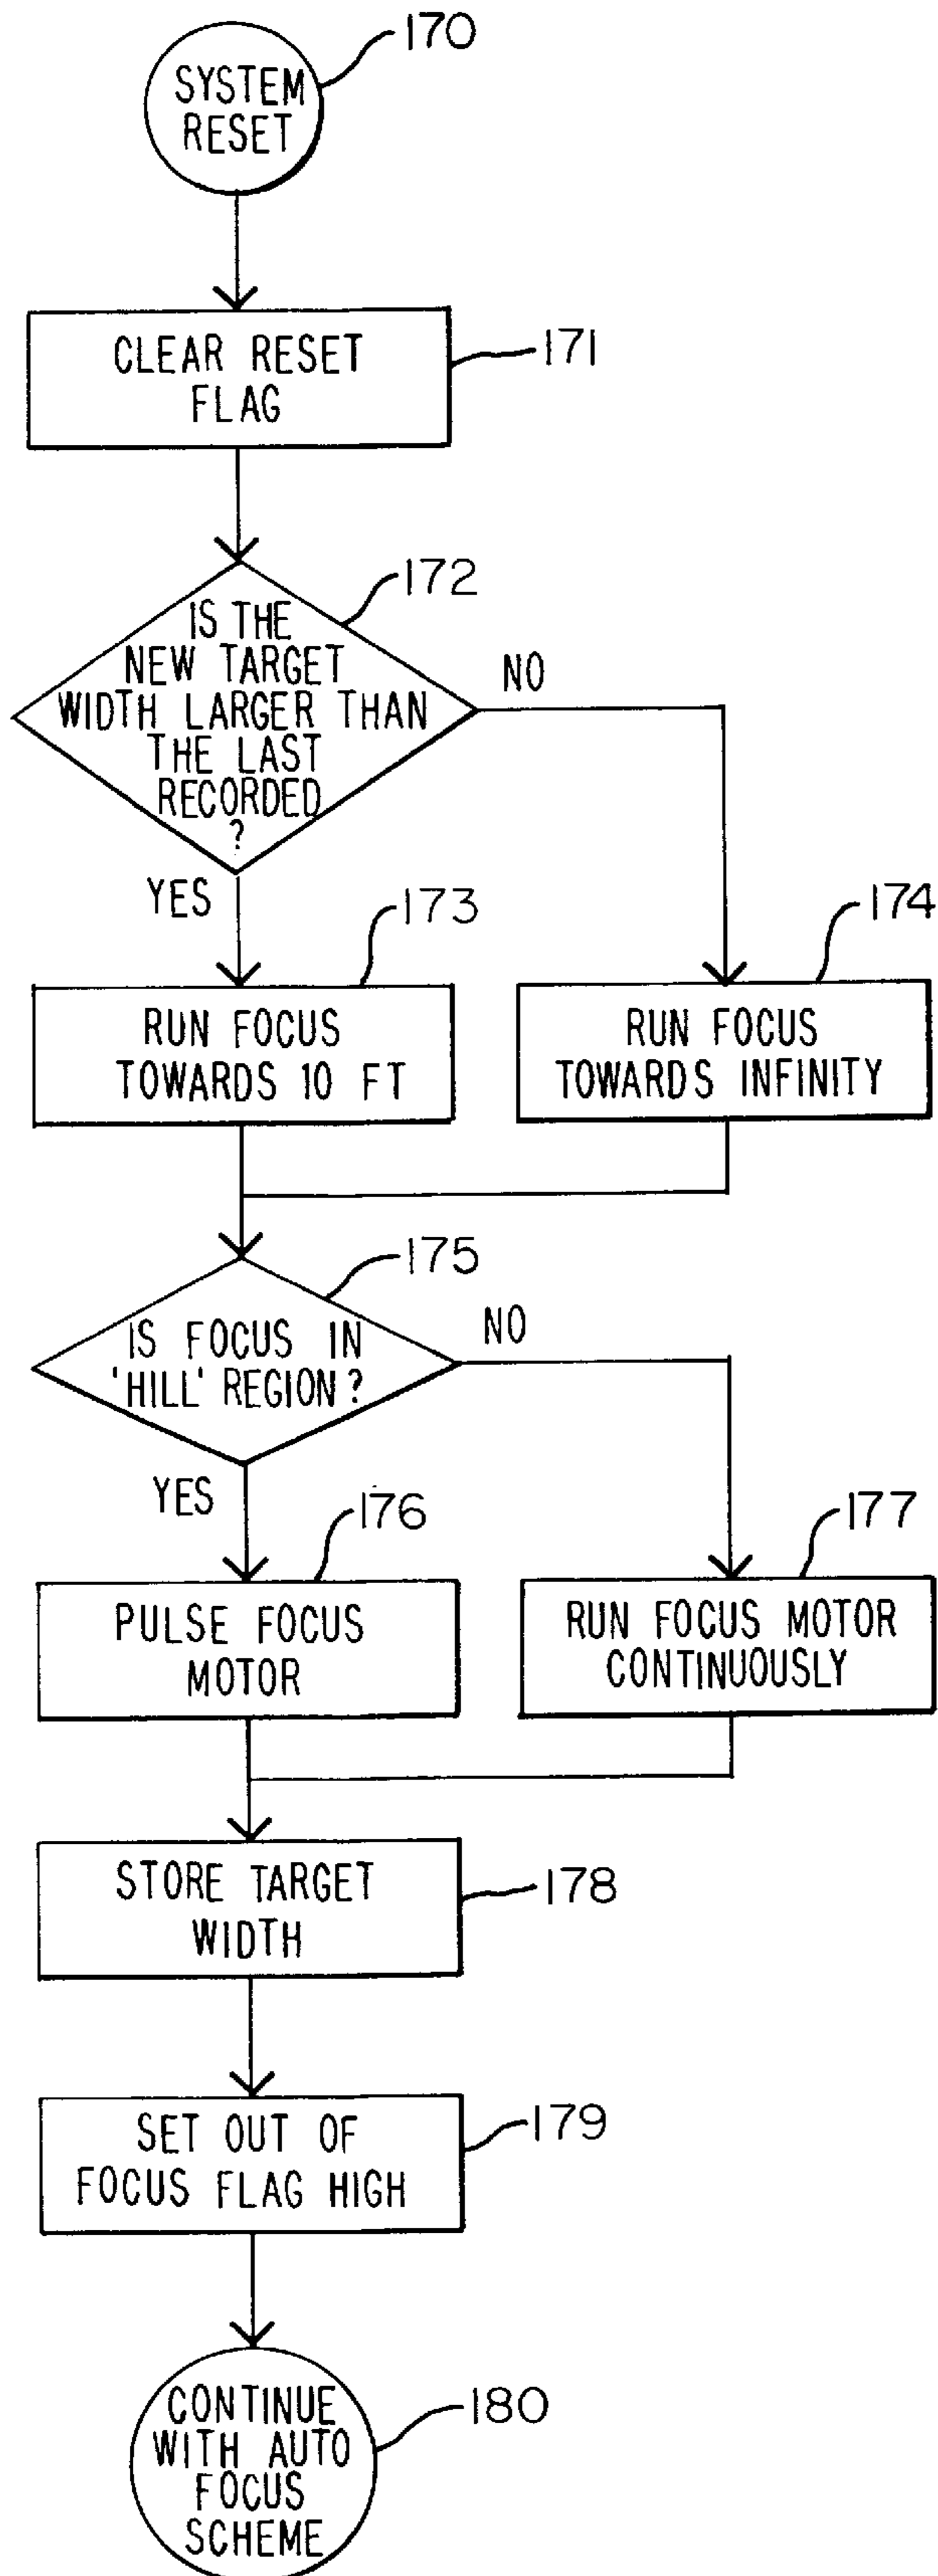 170
SYSTEM
RESET
CLEAR RESET
FLAG
171
172
IS THE
NEW TARGET
WIDTH LARGER THAN
THE LAST
RECORDED
?
NO
YES
173
RUN FOCUS
TOWARDS 10 FT
174
RUN FOCUS
TOWARDS INFINITY
175
IS FOCUS IN
'HILL' REGION ?
NO
YES
176
PULSE FOCUS
MOTOR
177
RUN FOCUS MOTOR
CONTINUOUSLY
STORE TARGET
WIDTH
178
SET OUT OF
FOCUS FLAG HIGH
179
CONTINUE
WITH AUTO
FOCUS
SCHEME
180